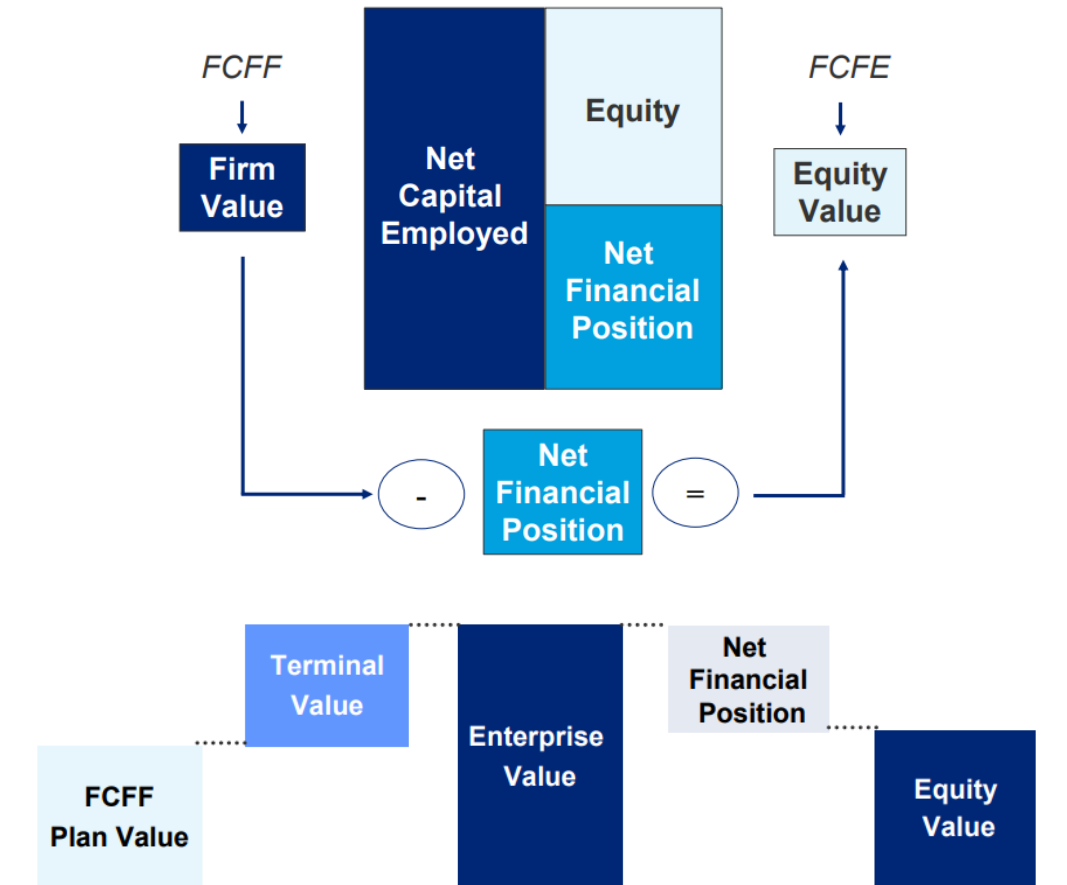 FCFF
Firm
Value
Net
Capital
Employed
Equity
Net
Financial
Position
FCFE
Equity
Value
-
Net
Financial
Position
=
FCFF
Plan Value
Terminal
Value
Enterprise
Value
Net
Financial
Position
Equity
Value